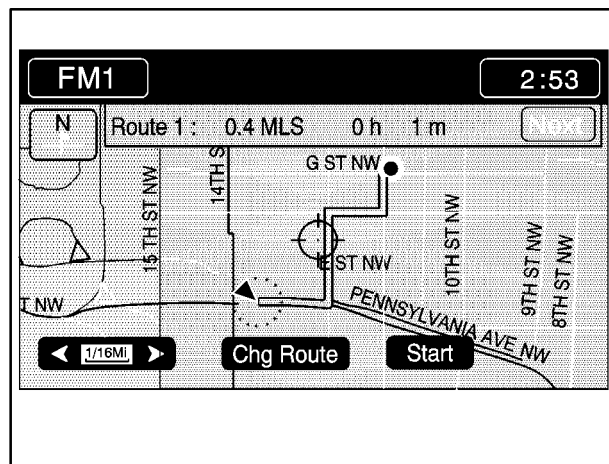 FM1
2:53
N
Route 1 : 0.4 MLS 0 h 1 m
Next
G ST NW
14TH S
15 TH ST NW
10TH ST NW
9TH ST NW
8TH ST NW
E ST NW
T NW
PENNSYLVANIA AVE NW
1/16Mi
Chg Route
Start